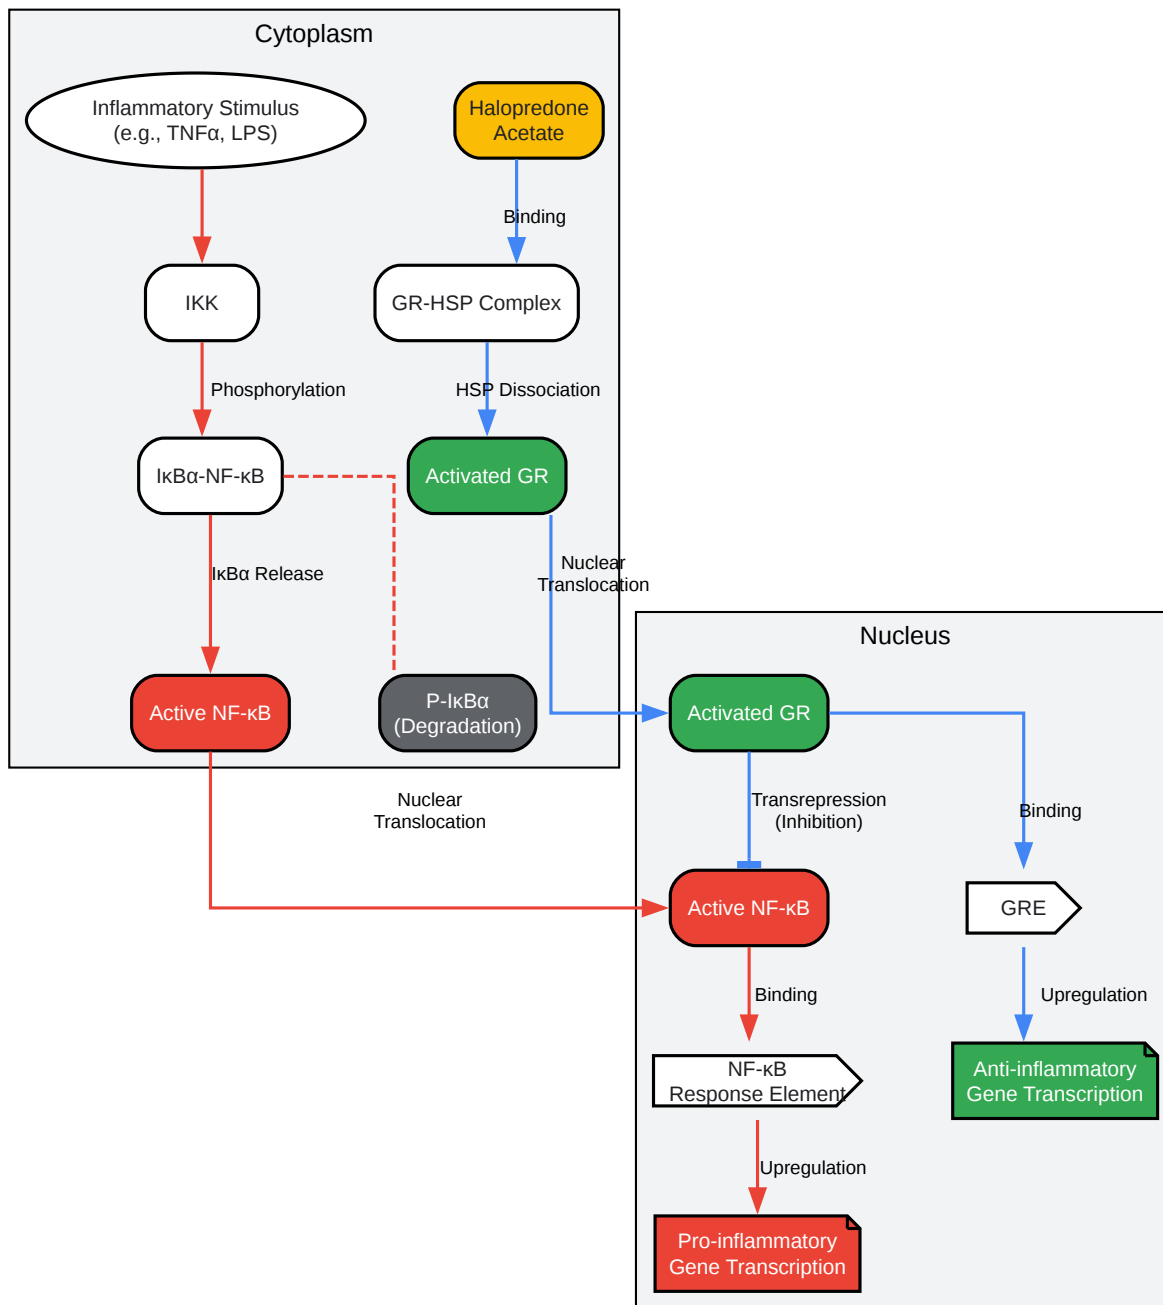 Cytoplasm
Inflammatory Stimulus
(e.g., TNFα, LPS)
Halopredone
Acetate
Binding
IKK
GR-HSP Complex
Phosphorylation
HSP Dissociation
IκBα-NF-κB
Activated GR
IκBα Release
Nuclear
Translocation
Nucleus
Active NF-κB
P-IκBα
(Degradation)
Activated GR
Nuclear
Translocation
Transrepression
(Inhibition)
Binding
Active NF-κB
GRE
Binding
Upregulation
NF-κB
Response Element
Anti-inflammatory
Gene Transcription
Upregulation
Pro-inflammatory
Gene Transcription